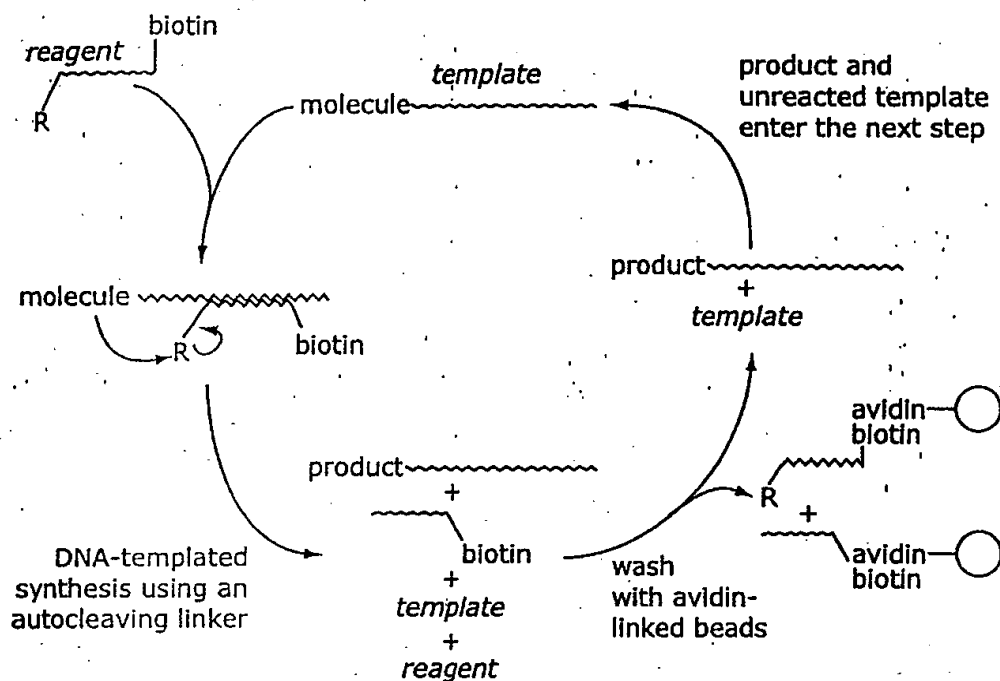 biotin
reagent
R
template
molecule
product and
unreacted template
enter the next step
molecule
R
biotin
product
+
template
DNA-templated
synthesis using an
autocleaving linker
product
+
biotin
+
template
+
reagent
wash
with avidin-
linked beads
avidin
biotin
R
+
avidin
biotin